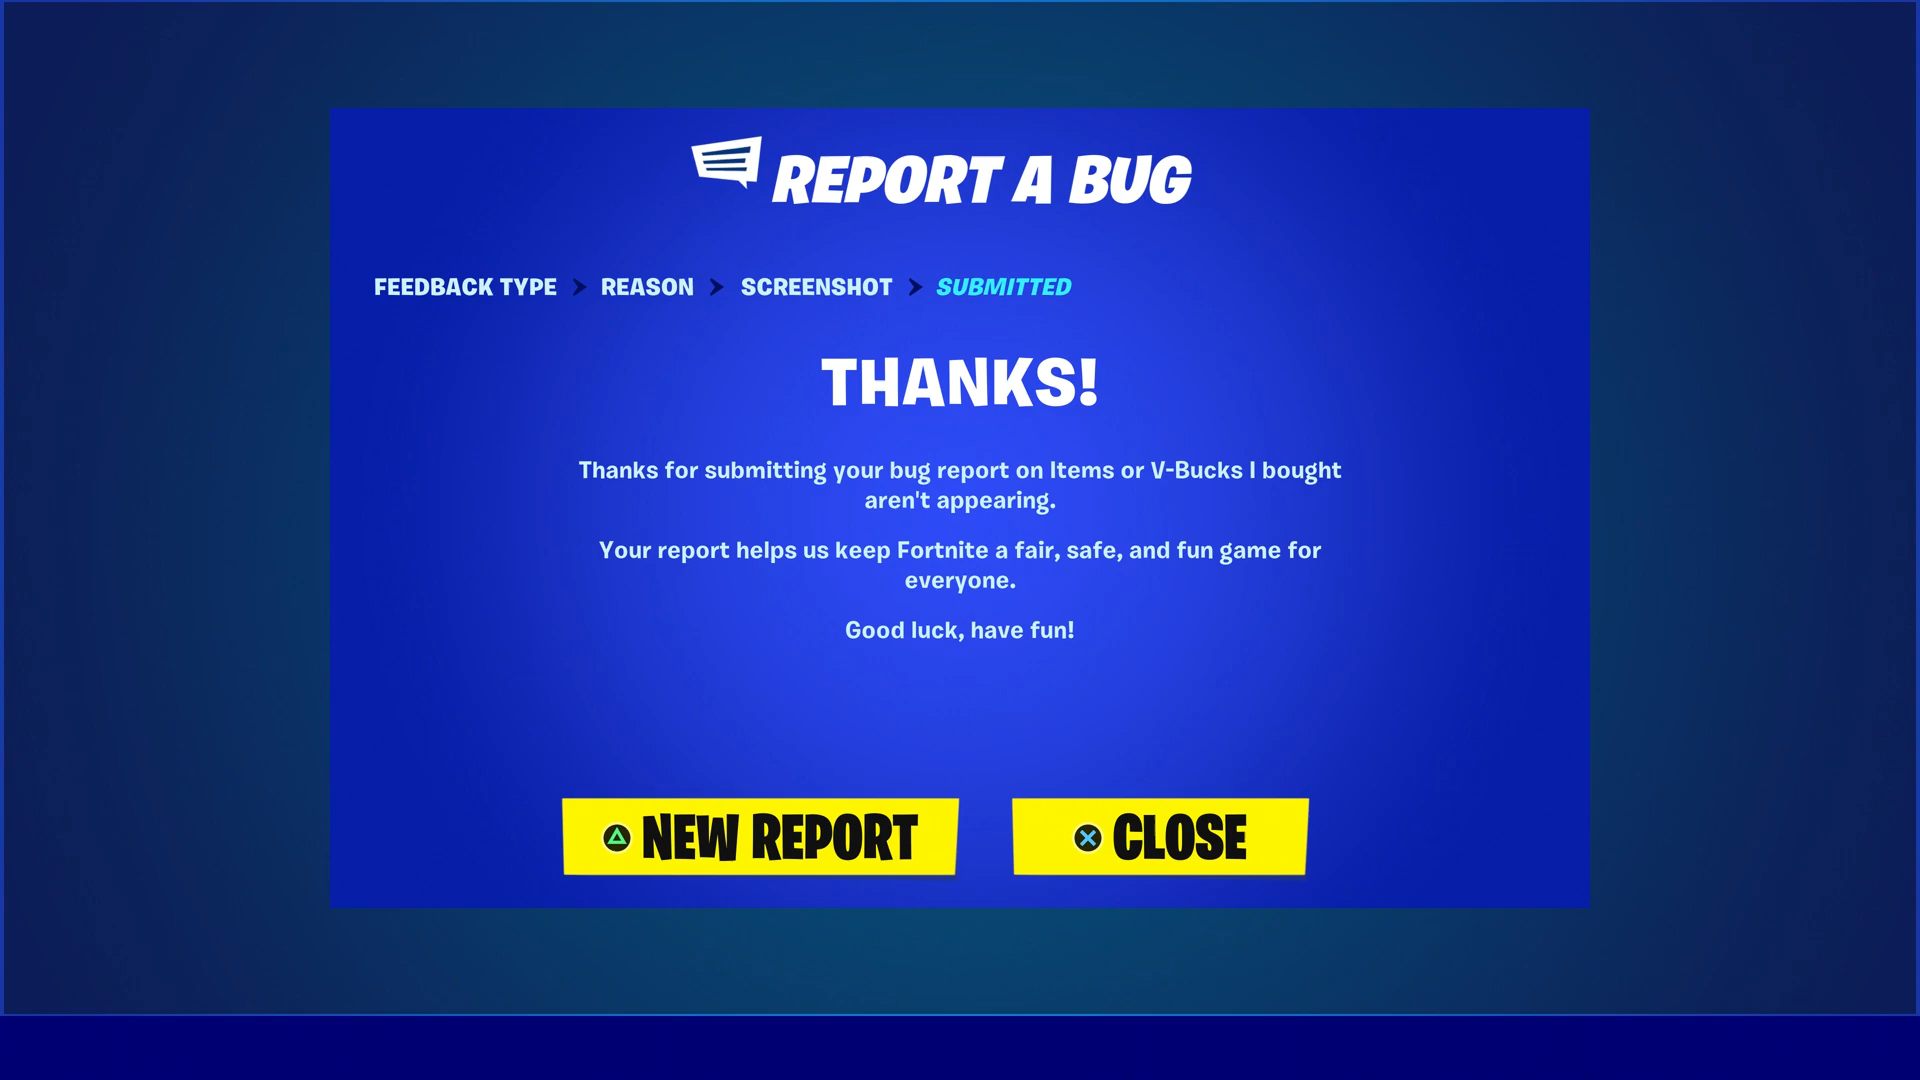 REPORT A BUG
FEEDBACK TYPE > REASON > SCREENSHOT > SUBMITTED
THANKS!
Thanks for submitting your bug report on Items or V-Bucks I bought
aren't appearing.
Your report helps us keep Fortnite a fair, safe, and fun game for
everyone.
Good luck, have fun!
NEW REPORT
CLOSE